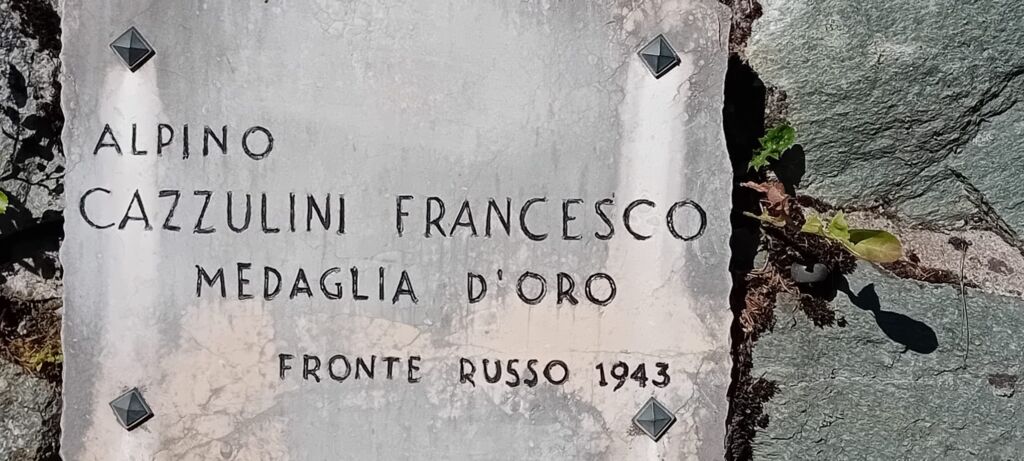 ALPINO
CAZZULINI FRANCESCO
MEDAGLIA D'ORO
FRONTE RUSSO 1943